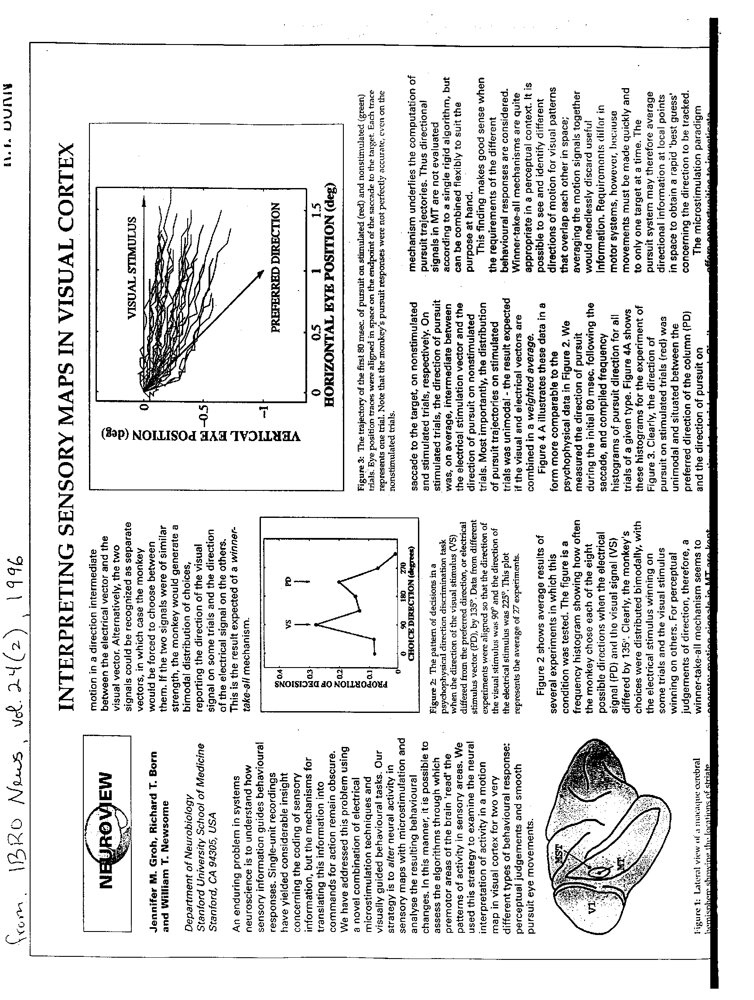 from: IBRO News, vol. 24(2), 1996
R.T. BORN
INTERPRETING SENSORY MAPS IN VISUAL CORTEX
NEUROVIEW
Jennifer M. Groh, Richard T. Born
and William T. Newsome
Department of Neurobiology
Stanford University School of Medicine
Stanford, CA 94305, USA
An enduring problem in systems
neuroscience is to understand how
sensory information guides behavioural
responses. Single-unit recordings
have yielded considerable insight
concerning the coding of sensory
information, but the mechanisms for
translating this information into
commands for action remain obscure.
We have addressed this problem using
a novel combination of electrical
microstimulation techniques and
visually guided behavioural tasks. Our
strategy is to alter neural activity in
sensory maps with microstimulation and
analyse the resulting behavioural
changes. In this manner, it is possible to
assess the algorithms through which
premotor areas of the brain 'read' the
patterns of activity in sensory areas. We
used this strategy to examine the neural
interpretation of activity in a motion
map in visual cortex for two very
different types of behavioural response:
perceptual judgements and smooth
pursuit eye movements.
V1
MST
MT
Figure 1: Lateral view of a macaque cerebral
hemisphere showing the locations of striate
motion in a direction intermediate
between the electrical vector and the
visual vector. Alternatively, the two
signals could be recognized as separate
vectors, in which case the monkey
would be forced to choose between
them. If the two signals were of similar
strength, the monkey would generate a
bimodal distribution of choices,
reporting the direction of the visual
signal on some trials and the direction
of the electrical signal on the others.
This is the result expected of a winner-
take-all mechanism.
PROPORTION OF DECISIONS
0.4
0.3
0.2
0.1
0
VS
PD
0 90 180 270
CHOICE DIRECTION (degrees)
Figure 2: The pattern of decisions in a
psychophysical direction discrimination task
when the direction of the visual stimulus (VS)
differed from the preferred direction, or electrical
stimulus vector (PD), by 135°. Data from different
experiments were aligned so that the direction of
the visual stimulus was 90° and the direction of
the electrical stimulus was 225°. This plot
represents the average of 27 experiments.
Figure 2 shows average results of
several experiments in which this
condition was tested. The figure is a
frequency histogram showing how often
the monkey chose each of the eight
possible directions when the electrical
signal (PD) and the visual signal (VS)
differed by 135°. Clearly, the monkey's
choices were distributed bimodally, with
the electrical stimulus winning on
some trials and the visual stimulus
winning on others. For perceptual
judgements of direction, therefore, a
winner-take-all mechanism seems to
VERTICAL EYE POSITION (deg)
0
-0.5
-1
VISUAL STIMULUS
PREFERRED DIRECTION
0 0.5 1 1.5
HORIZONTAL EYE POSITION (deg)
Figure 3: The trajectory of the first 80 msec. of pursuit on stimulated (red) and nonstimulated (green)
trials. Eye position traces were aligned in space on the endpoint of the saccade to the target. Each trace
represents one trial. Note that the monkey's pursuit responses were not perfectly accurate, even on the
nonstimulated trials.
saccade to the target, on nonstimulated
and stimulated trials, respectively. On
stimulated trials, the direction of pursuit
was, on average, intermediate between
the electrical stimulation vector and the
direction of pursuit on nonstimulated
trials. Most importantly, the distribution
of pursuit trajectories on stimulated
trials was unimodal - the result expected
if the visual and electrical vectors are
combined in a weighted average.
Figure 4 A illustrates these data in a
form more comparable to the
psychophysical data in Figure 2. We
measured the direction of pursuit
during the initial 80 msec. following the
saccade, and compiled frequency
histograms of pursuit direction for all
trials of a given type. Figure 4A shows
these histograms for the experiment of
Figure 3. Clearly, the direction of
pursuit on stimulated trials (red) was
unimodal and situated between the
preferred direction of the column (PD)
and the direction of pursuit on
mechanism underlies the computation of
pursuit trajectories. Thus directional
signals in MT are not evaluated
according to a single rigid algorithm, but
can be combined flexibly to suit the
purpose at hand.
This finding makes good sense when
the requirements of the different
behavioural responses are considered.
Winner-take-all mechanisms are quite
appropriate in a perceptual context. It is
possible to see and identify different
directions of motion for visual patterns
that overlap each other in space;
averaging the motion signals together
would needlessly discard useful
information. Requirements differ in
motor systems, however, because
movements must be made quickly and
to only one target at a time. The
pursuit system may therefore average
directional information at local points
in space to obtain a rapid 'best guess'
concerning the direction to be tracked.
The microstimulation paradigm